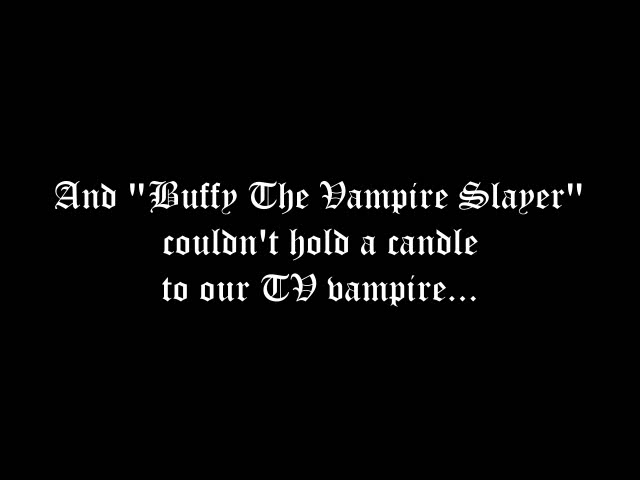 And "Buffy The Vampire Slayer"
couldn't hold a candle
to our TV vampire...